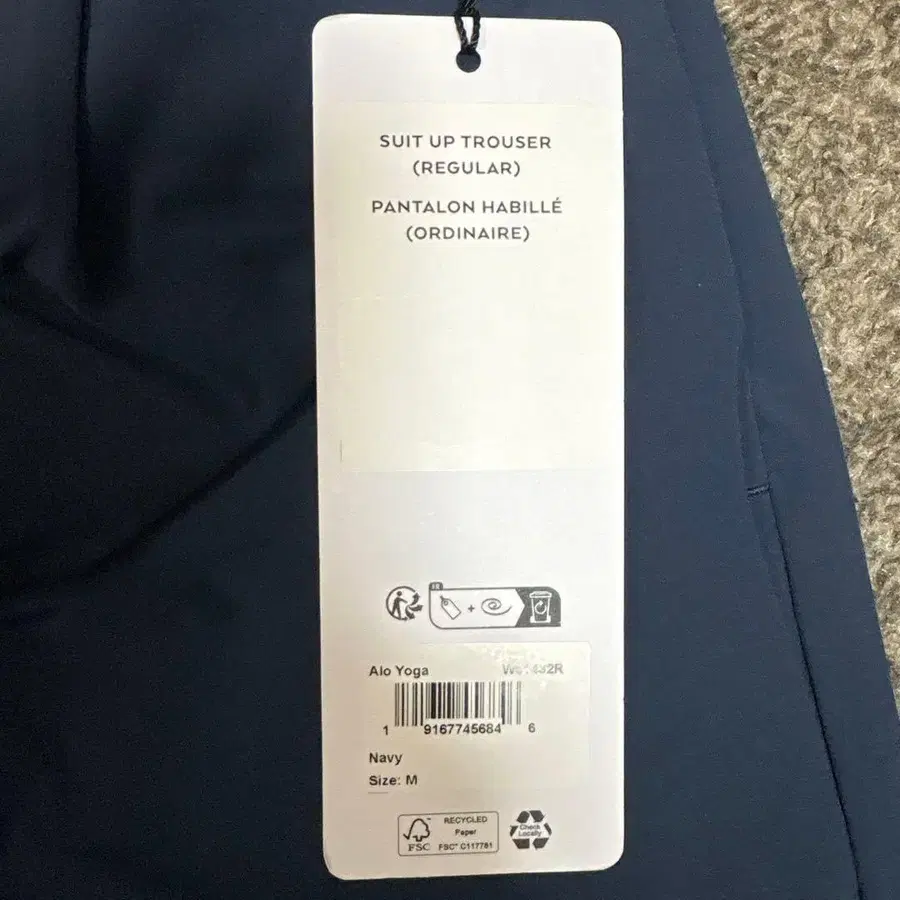 SUIT UP TROUSER
(REGULAR)
PANTALON HABILLÉ
(ORDINAIRE)
FR
+
Alo Yoga
1 9167745684 6
Navy
Size: M
RECYCLED
Paper
FSC
FSC® C117781
Check
Locally